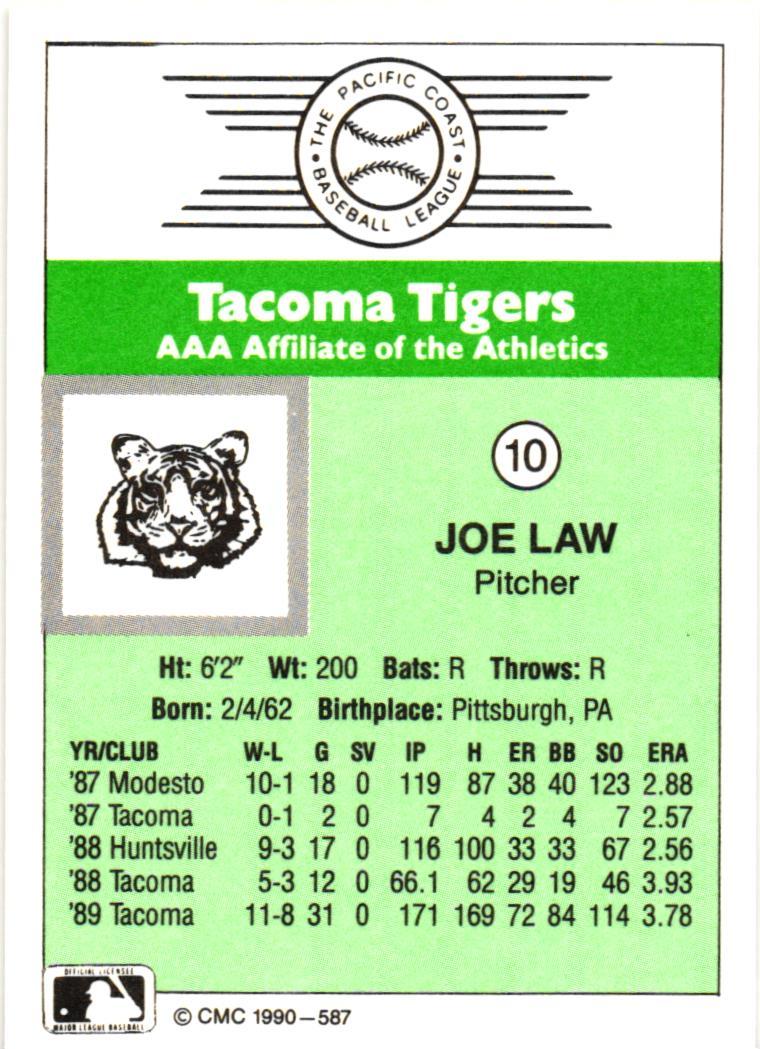 THE PACIFIC COAST
• BASEBALL LEAGUE •
Tacoma Tigers
AAA Affiliate of the Athletics
10
JOE LAW
Pitcher
Ht: 6'2" Wt: 200 Bats: R Throws: R
Born: 2/4/62 Birthplace: Pittsburgh, PA
YR/CLUB W-L G SV IP H ER BB SO ERA
'87 Modesto 10-1 18 0 119 87 38 40 123 2.88
'87 Tacoma 0-1 2 0 7 4 2 4 7 2.57
'88 Huntsville 9-3 17 0 116 100 33 33 67 2.56
'88 Tacoma 5-3 12 0 66.1 62 29 19 46 3.93
'89 Tacoma 11-8 31 0 171 169 72 84 114 3.78
OFFICIAL LICENSEE
MAJOR LEAGUE BASEBALL
© CMC 1990—587